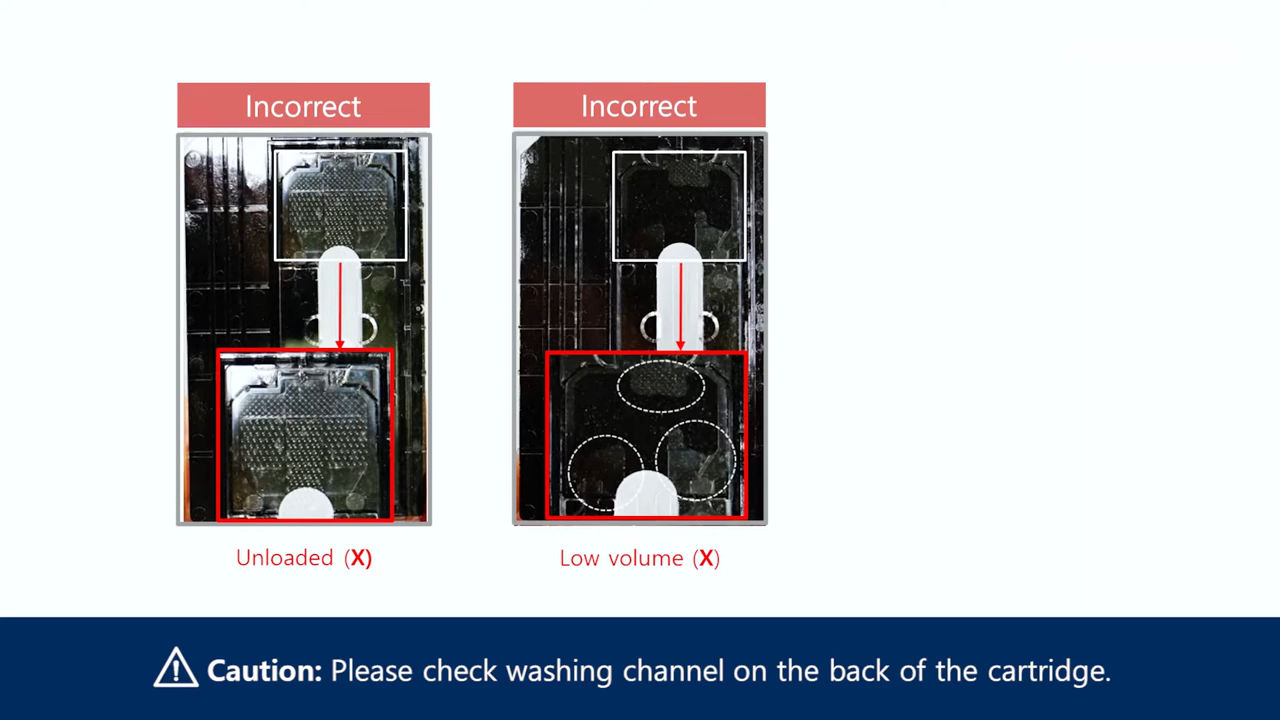 Incorrect
Incorrect
Unloaded (X)
Low volume (X)
Caution: Please check washing channel on the back of the cartridge.